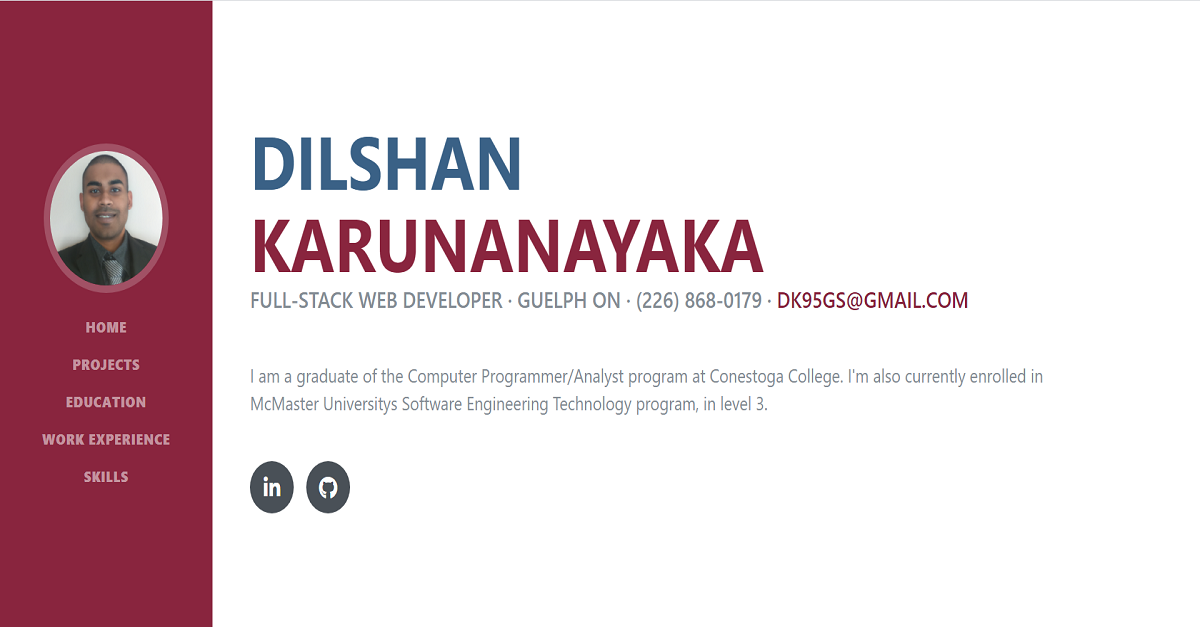 HOME
PROJECTS
EDUCATION
WORK EXPERIENCE
SKILLS
DILSHAN
KARUNANAYAKA
FULL-STACK WEB DEVELOPER · GUELPH ON · (226) 868-0179 · DK95GS@GMAIL.COM
I am a graduate of the Computer Programmer/Analyst program at Conestoga College. I'm also currently enrolled in
McMaster Universitys Software Engineering Technology program, in level 3.
in